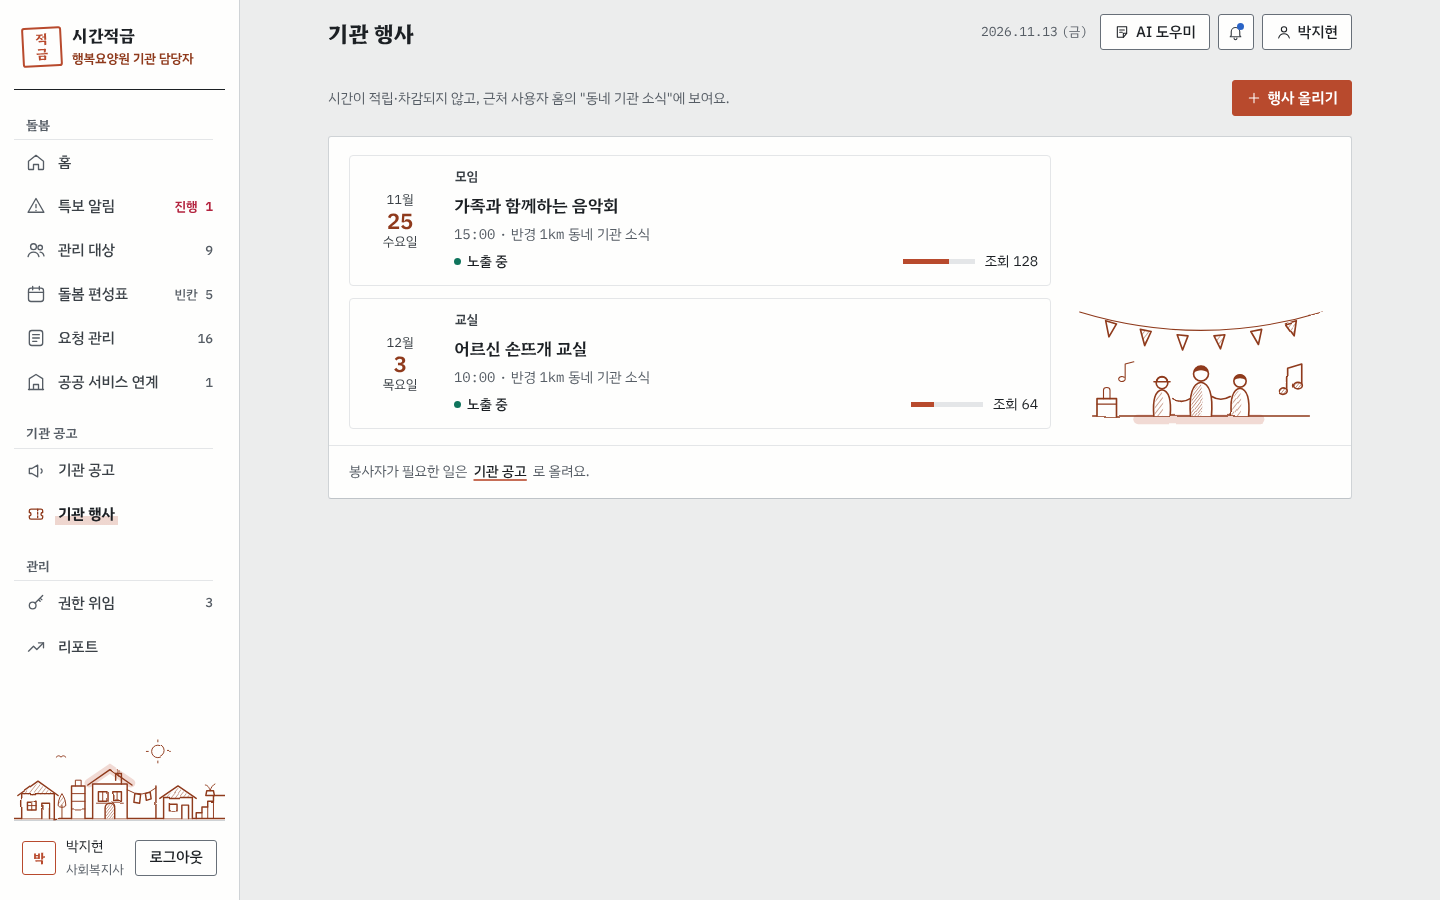 적금
시간적금
행복요양원 기관 담당자
돌봄
홈
특보 알림 진행 1
관리 대상 9
돌봄 편성표 빈칸 5
요청 관리 16
공공 서비스 연계 1
기관 공고
기관 공고
기관 행사
관리
권한 위임 3
리포트
박
박지현
사회복지사
로그아웃
기관 행사
2026.11.13 (금)
AI 도우미
박지현
시간이 적립·차감되지 않고, 근처 사용자 홈의 "동네 기관 소식"에 보여요.
행사 올리기
11월
25
수요일
모임
가족과 함께하는 음악회
15:00 · 반경 1km 동네 기관 소식
노출 중
조회 128
12월
3
목요일
교실
어르신 손뜨개 교실
10:00 · 반경 1km 동네 기관 소식
노출 중
조회 64
봉사자가 필요한 일은 기관 공고 로 올려요.